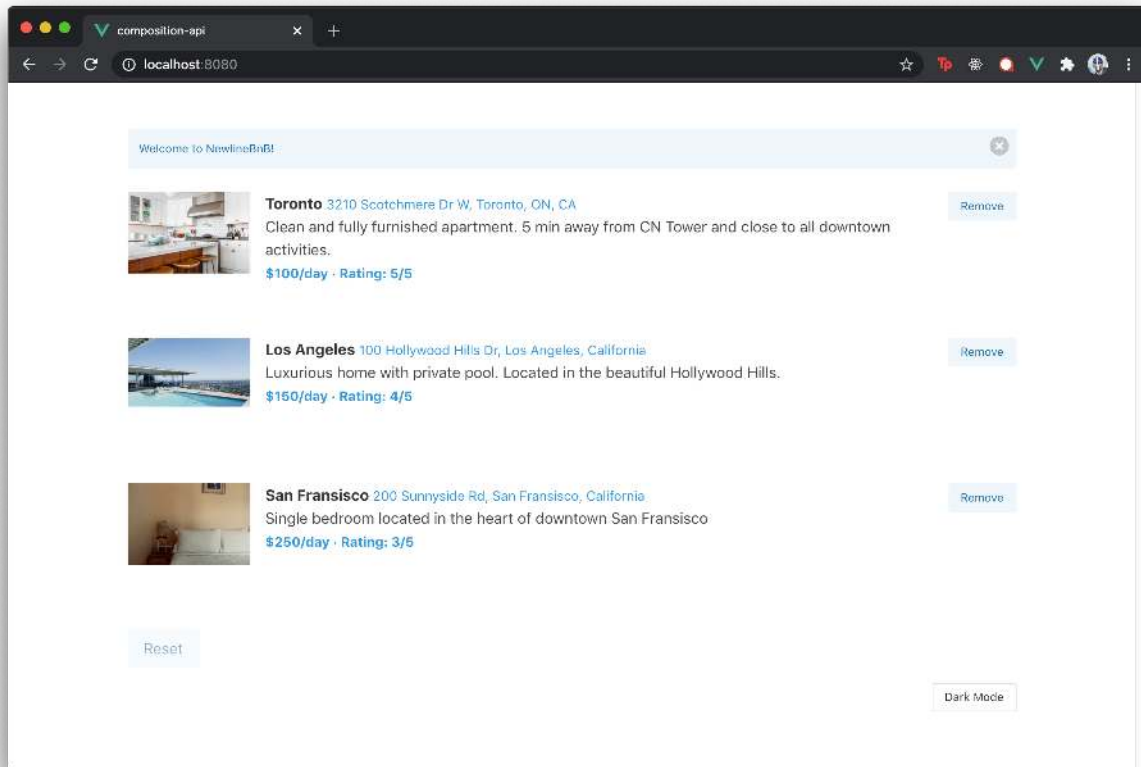 composition-api
localhost:8080
Tp
Welcome to NewlineBnB!
Toronto 3210 Scotchmere Dr W, Toronto, ON, CA
Remove
Clean and fully furnished apartment. 5 min away from CN Tower and close to all downtown
activities.
$100/day · Rating: 5/5
Los Angeles 100 Hollywood Hills Dr, Los Angeles, California
Remove
Luxurious home with private pool. Located in the beautiful Hollywood Hills.
$150/day · Rating: 4/5
San Fransisco 200 Sunnyside Rd, San Fransisco, California
Remove
Single bedroom located in the heart of downtown San Fransisco
$250/day · Rating: 3/5
Reset
Dark Mode